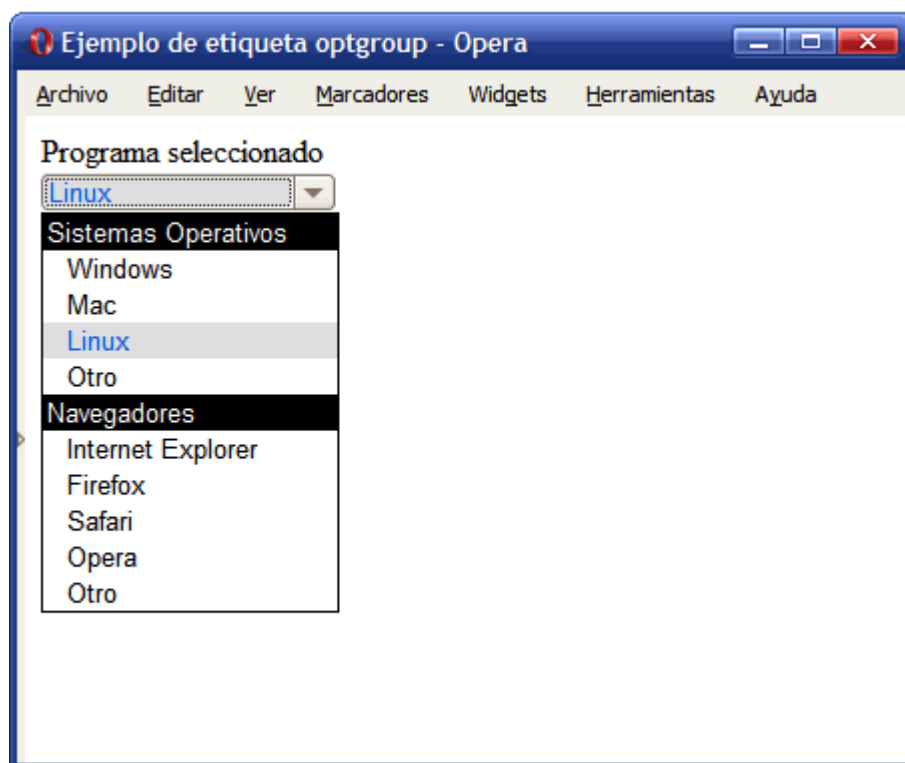 Ejemplo de etiqueta optgroup - Opera
Archivo Editar Ver Marcadores Widgets Herramientas Ayuda
Programa seleccionado
Linux
Sistemas Operativos
Windows
Mac
Linux
Otro
Navegadores
Internet Explorer
Firefox
Safari
Opera
Otro